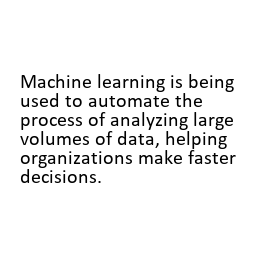 Machine learning is being
used to automate the
process of analyzing large
volumes of data, helping
organizations make faster
decisions.